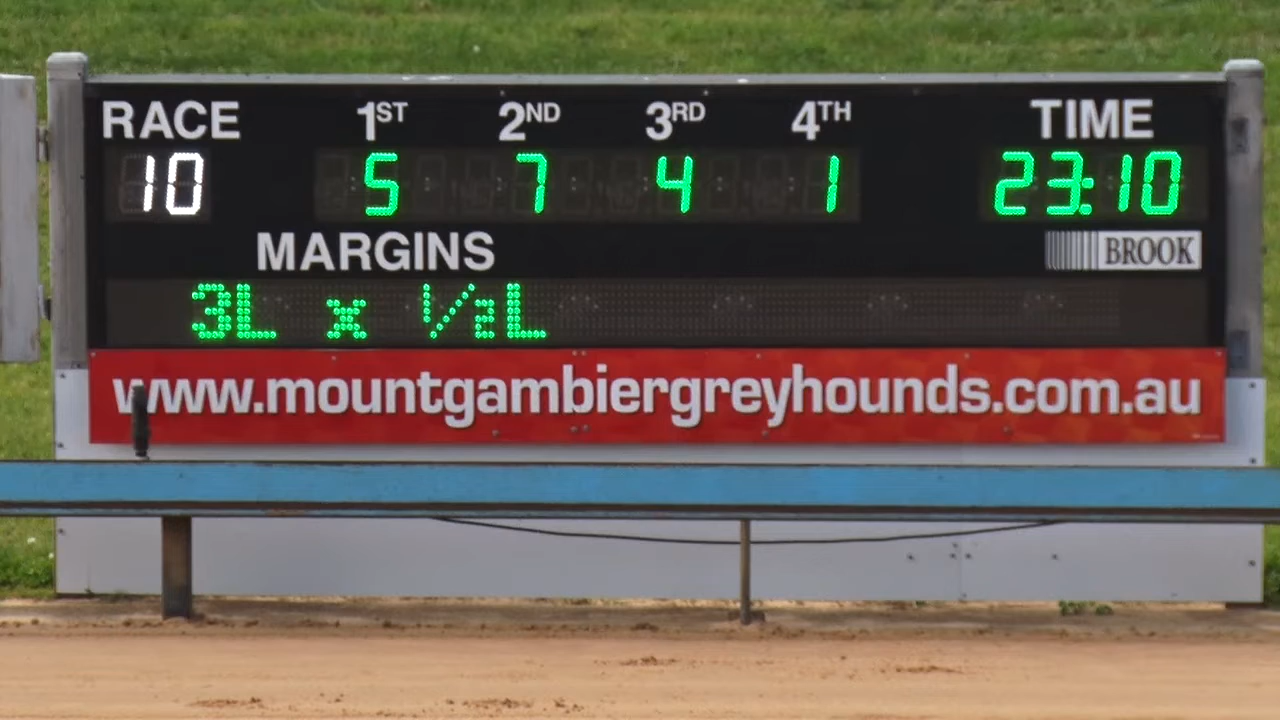 RACE 1ST 2ND 3RD 4TH TIME
10 5 7 4 1 23:10
MARGINS BROOK
3L x 1/2L
www.mountgambiergreyhounds.com.au